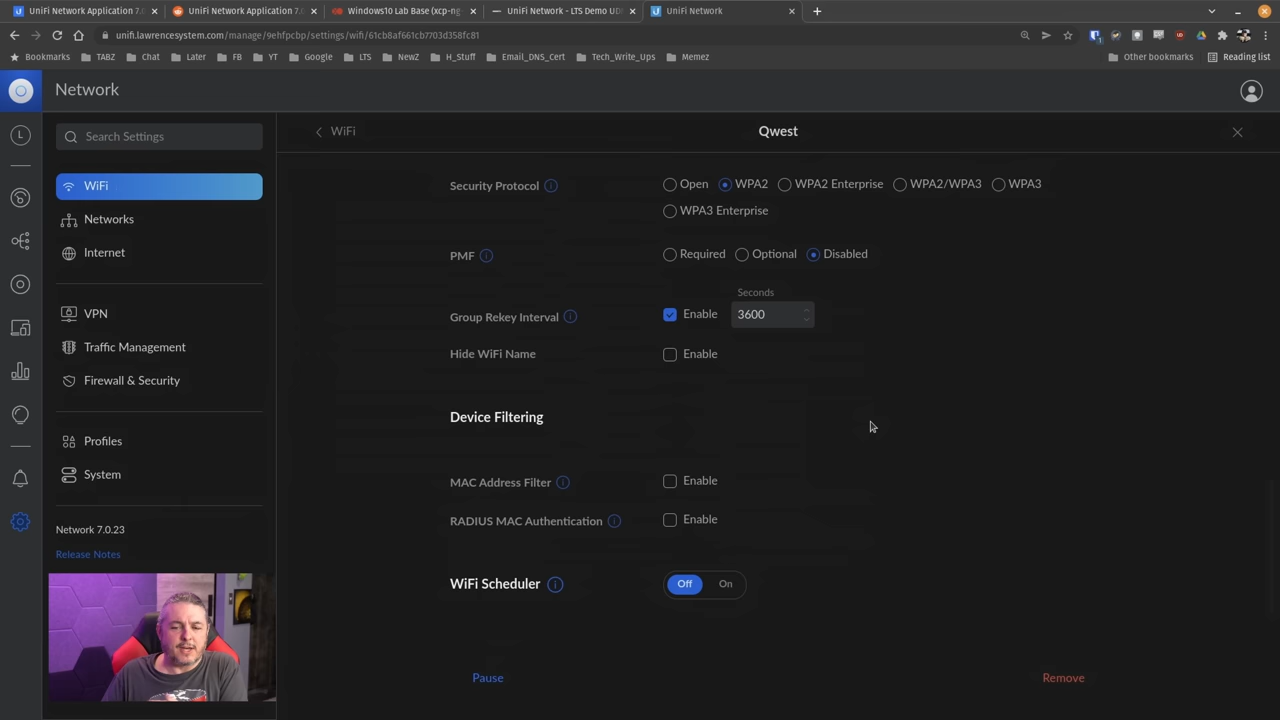 UniFi Network Application 7.0
UniFi Network Application 7.0
Windows10 Lab Base (xcp-ng
UniFi Network - LTS Demo UD
UniFi Network
unifi.lawrencesystem.com/manage/9ehfpcbp/settings/wifi/61cb8af661cb7703d358fc81
Bookmarks TABZ Chat Later FB YT Google LTS NewZ H_Stuff Email_DNS_Cert Tech_Write_Ups Memez Other bookmarks Reading list
Network
Search Settings
WiFi
Networks
Internet
VPN
Traffic Management
Firewall & Security
Profiles
System
Network 7.0.23
Release Notes
WiFi
Qwest
Security Protocol Open WPA2 WPA2 Enterprise WPA2/WPA3 WPA3
WPA3 Enterprise
PMF Required Optional Disabled
Seconds
Group Rekey Interval Enable 3600
Hide WiFi Name Enable
Device Filtering
MAC Address Filter Enable
RADIUS MAC Authentication Enable
WiFi Scheduler Off On
Pause Remove